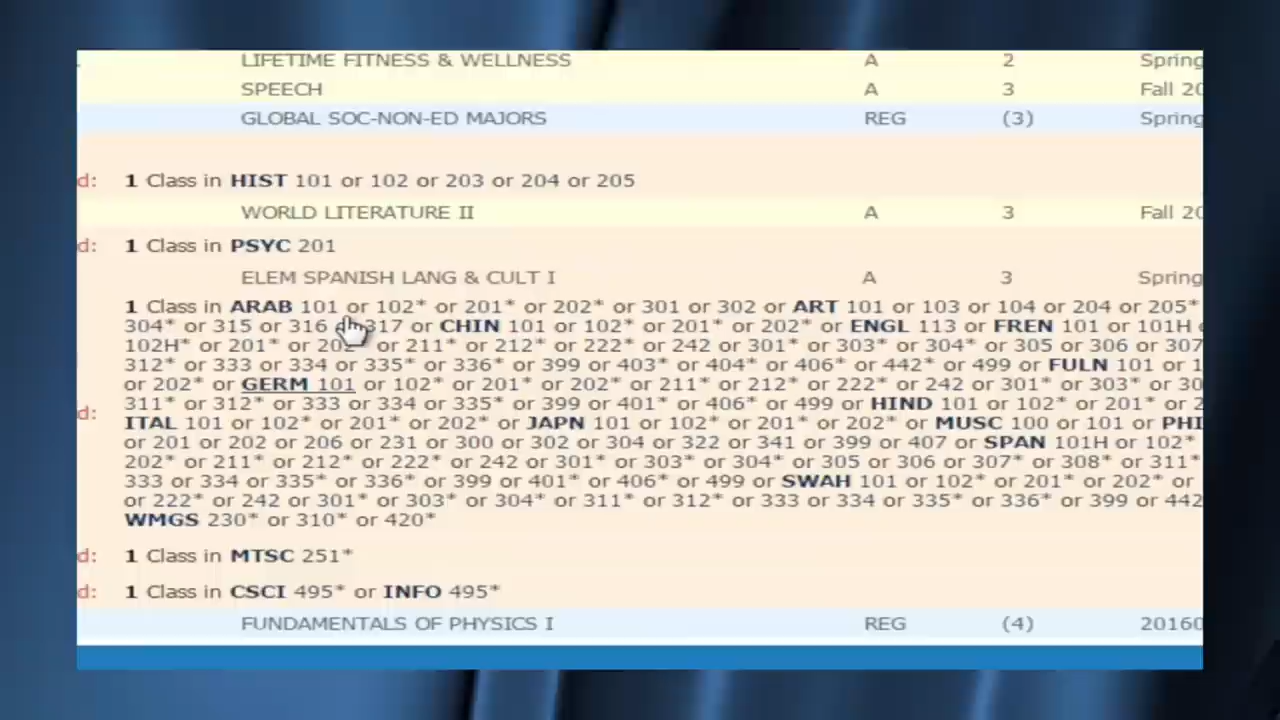 LIFETIME FITNESS & WELLNESS A 2 Spring
SPEECH A 3 Fall 20
GLOBAL SOC-NON-ED MAJORS REG (3) Spring
d: 1 Class in HIST 101 or 102 or 203 or 204 or 205
WORLD LITERATURE II A 3 Fall 20
d: 1 Class in PSYC 201
ELEM SPANISH LANG & CULT I A 3 Spring
1 Class in ARAB 101 or 102* or 201* or 202* or 301 or 302 or ART 101 or 103 or 104 or 204 or 205*
304* or 315 or 316 317 or CHIN 101 or 102* or 201* or 202* or ENGL 113 or FREN 101 or 101H
102H* or 201* or 202* or 211* or 212* or 222* or 242 or 301* or 303* or 304* or 305 or 306 or 307
312* or 333 or 334 or 335* or 336* or 399 or 403* or 404* or 406* or 442* or 499 or FULN 101 or 1
or 202* or GERM 101 or 102* or 201* or 202* or 211* or 212* or 222* or 242 or 301* or 303* or 30
d: 311* or 312* or 333 or 334 or 335* or 399 or 401* or 406* or 499 or HIND 101 or 102* or 201* or 2
ITAL 101 or 102* or 201* or 202* or JAPN 101 or 102* or 201* or 202* or MUSC 100 or 101 or PHI
or 201 or 202 or 206 or 231 or 300 or 302 or 304 or 322 or 341 or 399 or 407 or SPAN 101H or 102*
202* or 211* or 212* or 222* or 242 or 301* or 303* or 304* or 305 or 306 or 307* or 308* or 311*
333 or 334 or 335* or 336* or 399 or 401* or 406* or 499 or SWAH 101 or 102* or 201* or 202* or
or 222* or 242 or 301* or 303* or 304* or 311* or 312* or 333 or 334 or 335* or 336* or 399 or 442
WMGS 230* or 310* or 420*
d: 1 Class in MTSC 251*
d: 1 Class in CSCI 495* or INFO 495*
FUNDAMENTALS OF PHYSICS I REG (4) 20160